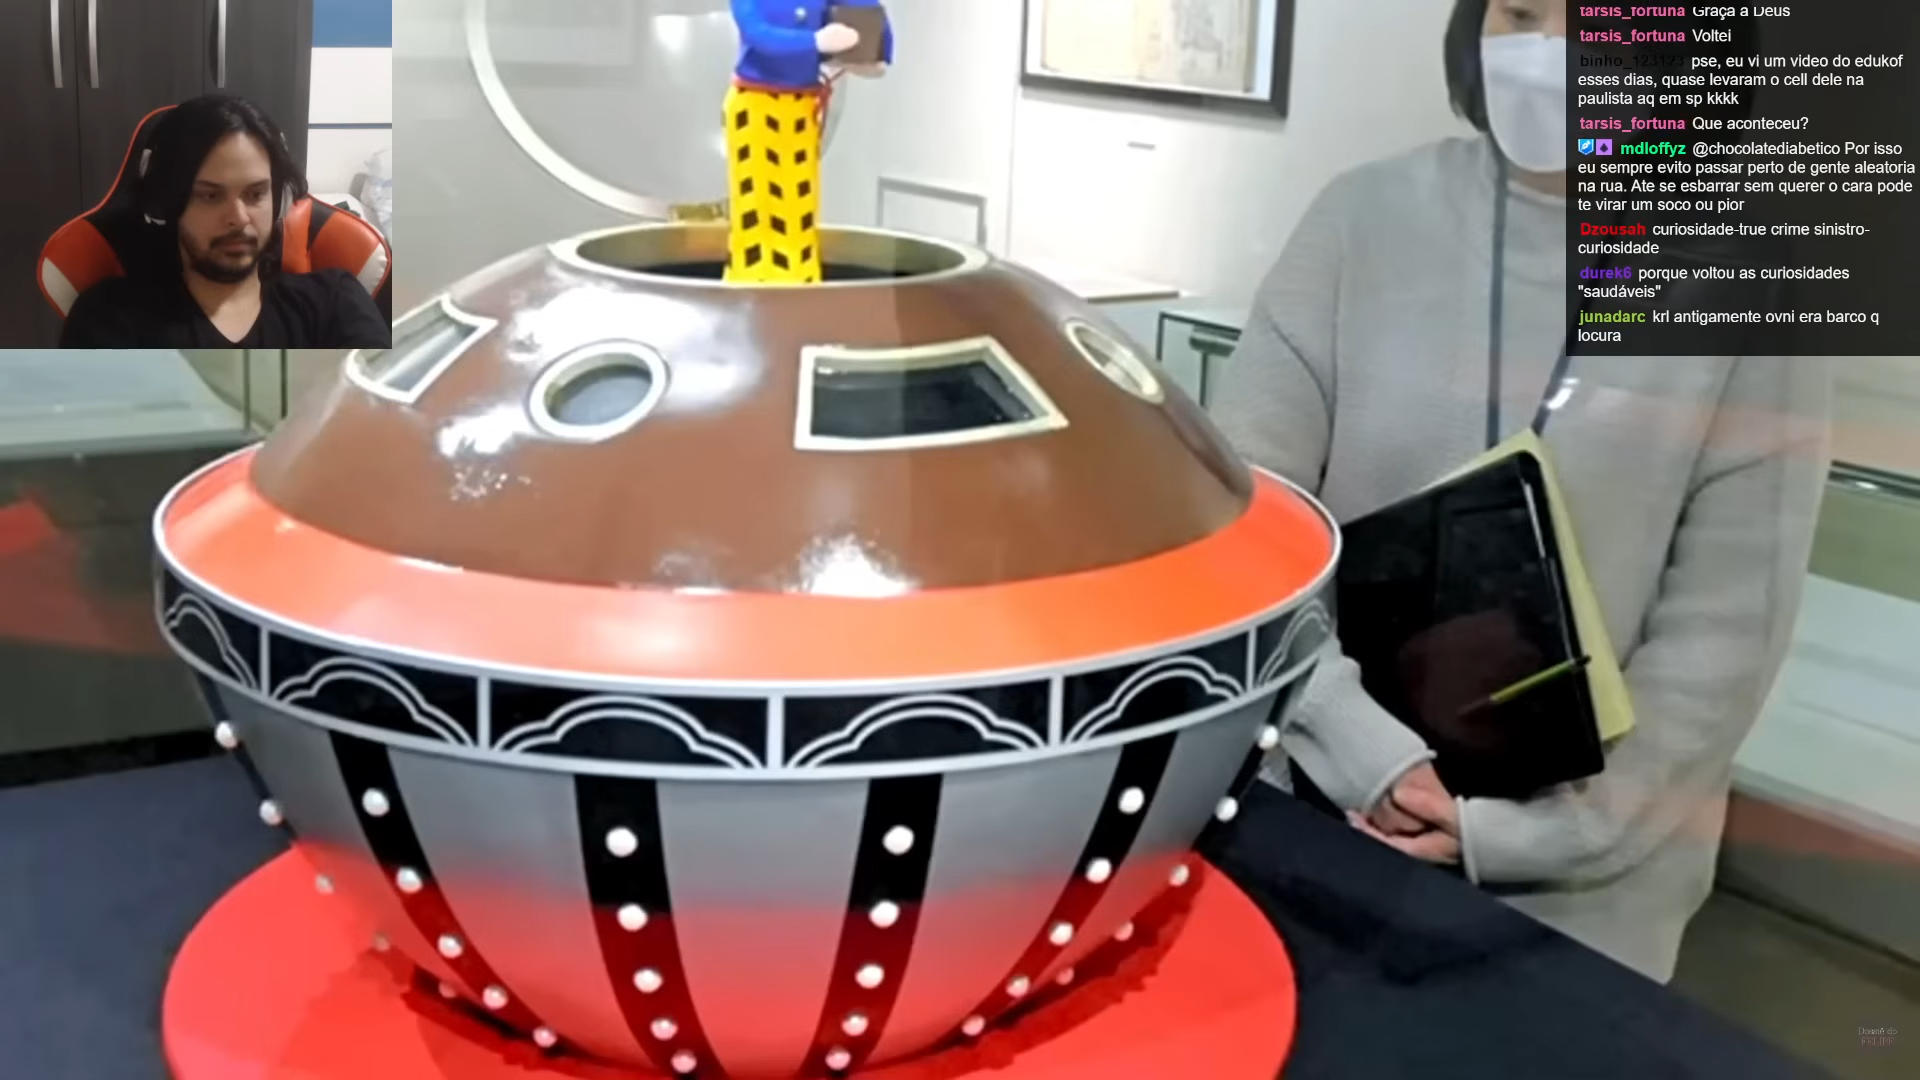 tarsis_fortuna Graça a Deus
tarsis_fortuna Voltei
binho_123123 pse, eu vi um video do edukof
esses dias, quase levaram o cell dele na
paulista aq em sp kkkk
tarsis_fortuna Que aconteceu?
mdloffyz @chocolatediabetico Por isso
eu sempre evito passar perto de gente aleatoria
na rua. Ate se esbarrar sem querer o cara pode
te virar um soco ou pior
Dzousah curiosidade-true crime sinistro-
curiosidade
durek6 porque voltou as curiosidades
"saudáveis"
junadarc krl antigamente ovni era barco q
locura